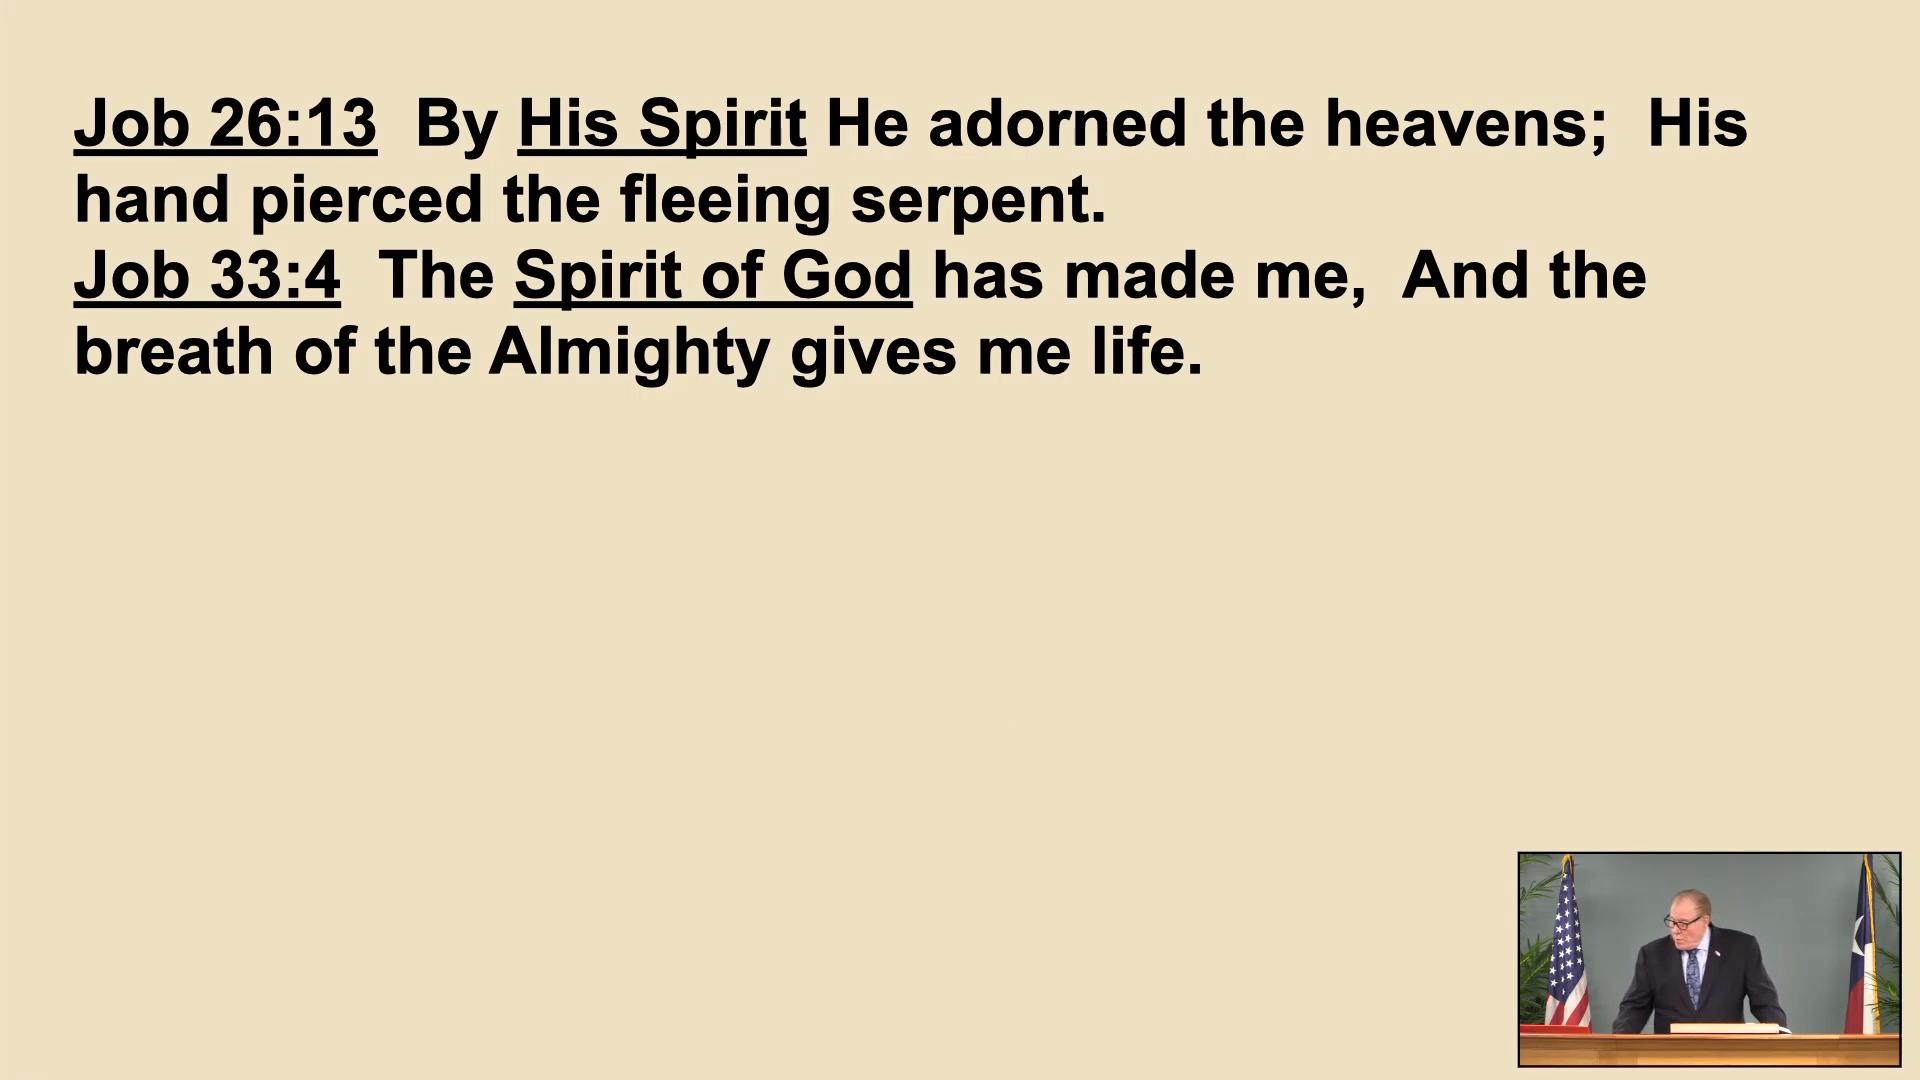 Job 26:13  By His Spirit He adorned the heavens;  His
hand pierced the fleeing serpent.
Job 33:4  The Spirit of God has made me,  And the
breath of the Almighty gives me life.